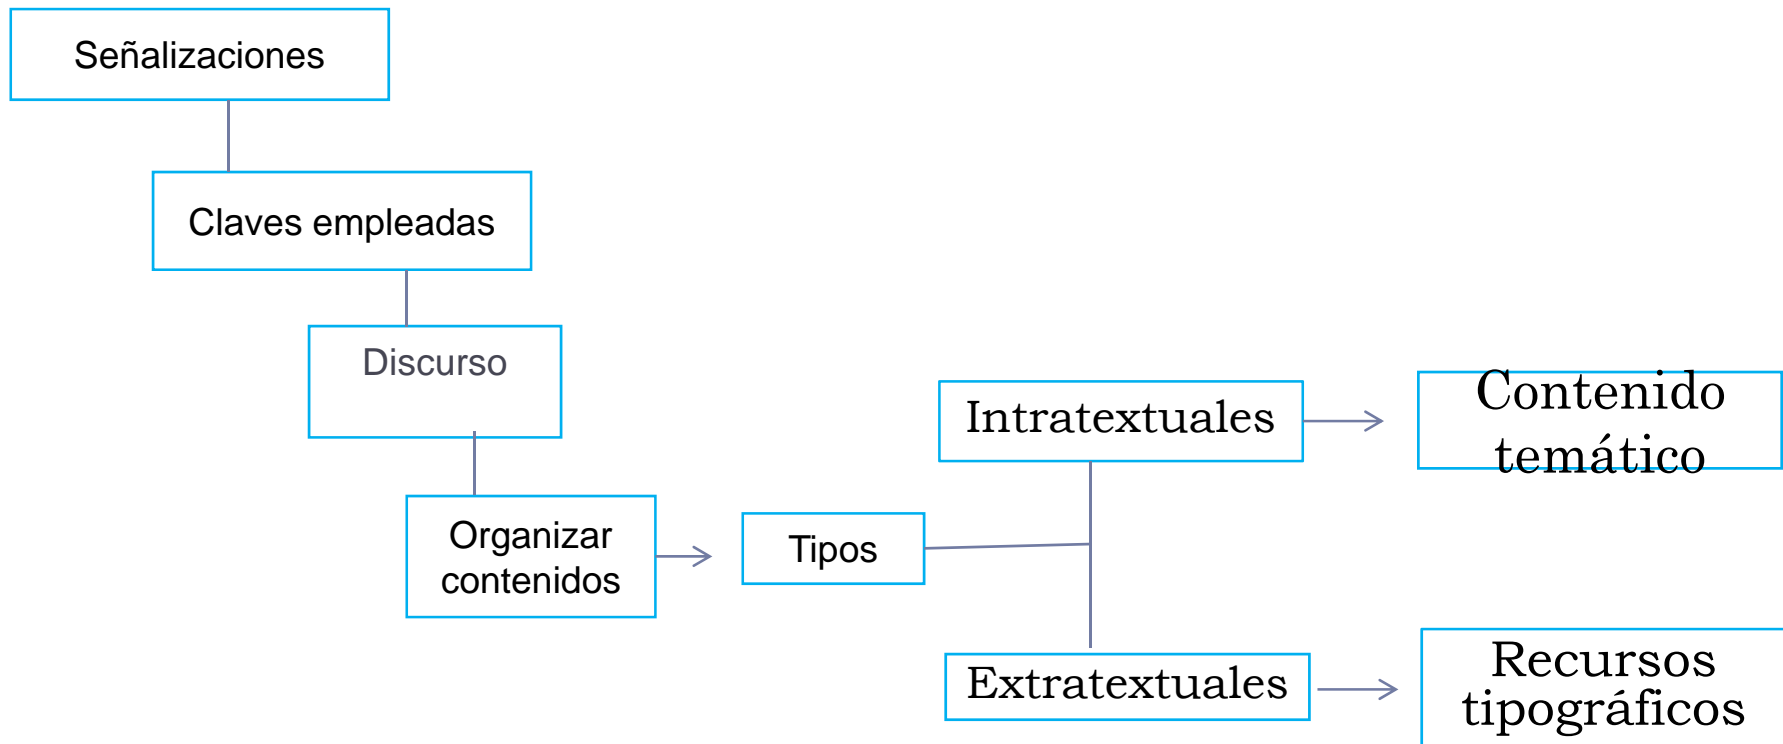 Señalizaciones
Claves empleadas
Discurso
Organizar
contenidos
Tipos
Intratextuales
Contenido
temático
Extratextuales
Recursos
tipográficos